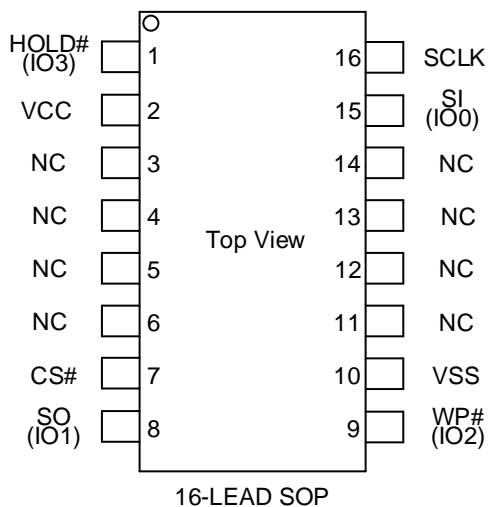 HOLD#
(IO3)
1
16
SCLK
VCC
2
15
SI
(IO0)
NC
3
14
NC
NC
4
13
NC
Top View
NC
5
12
NC
NC
6
11
NC
CS#
7
10
VSS
SO
(IO1)
8
9
WP#
(IO2)
16-LEAD SOP